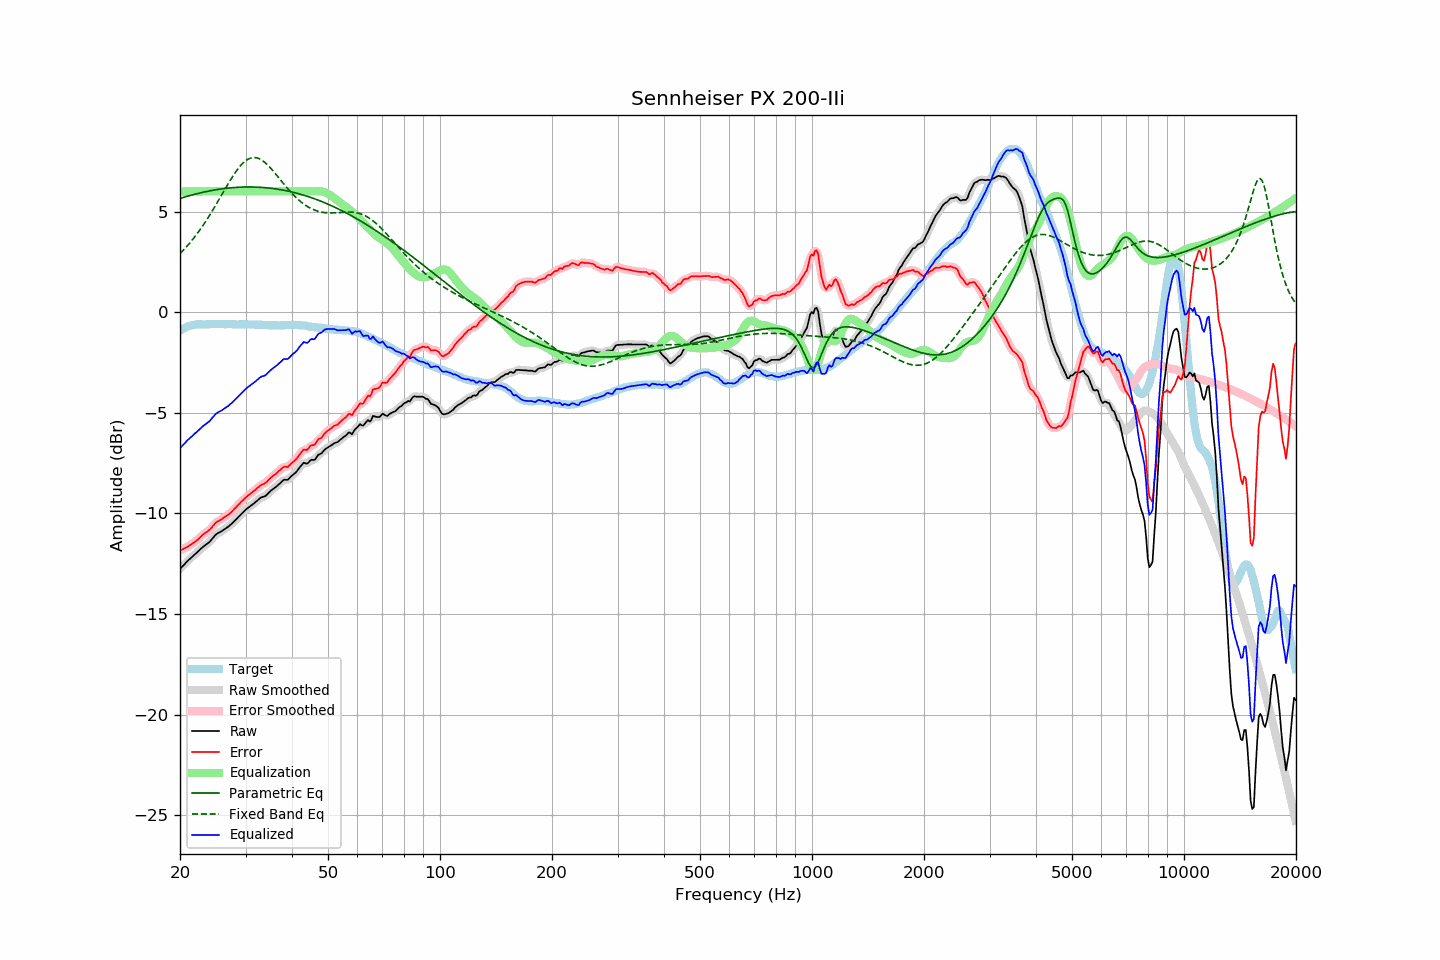 Sennheiser PX 200-IIi
Amplitude (dBr)
5
0
−5
−10
−15
−20
−25
Target
Raw Smoothed
Error Smoothed
Raw
Error
Equalization
Parametric Eq
Fixed Band Eq
Equalized
20 50 100 200 500 1000 2000 5000 10000 20000
Frequency (Hz)